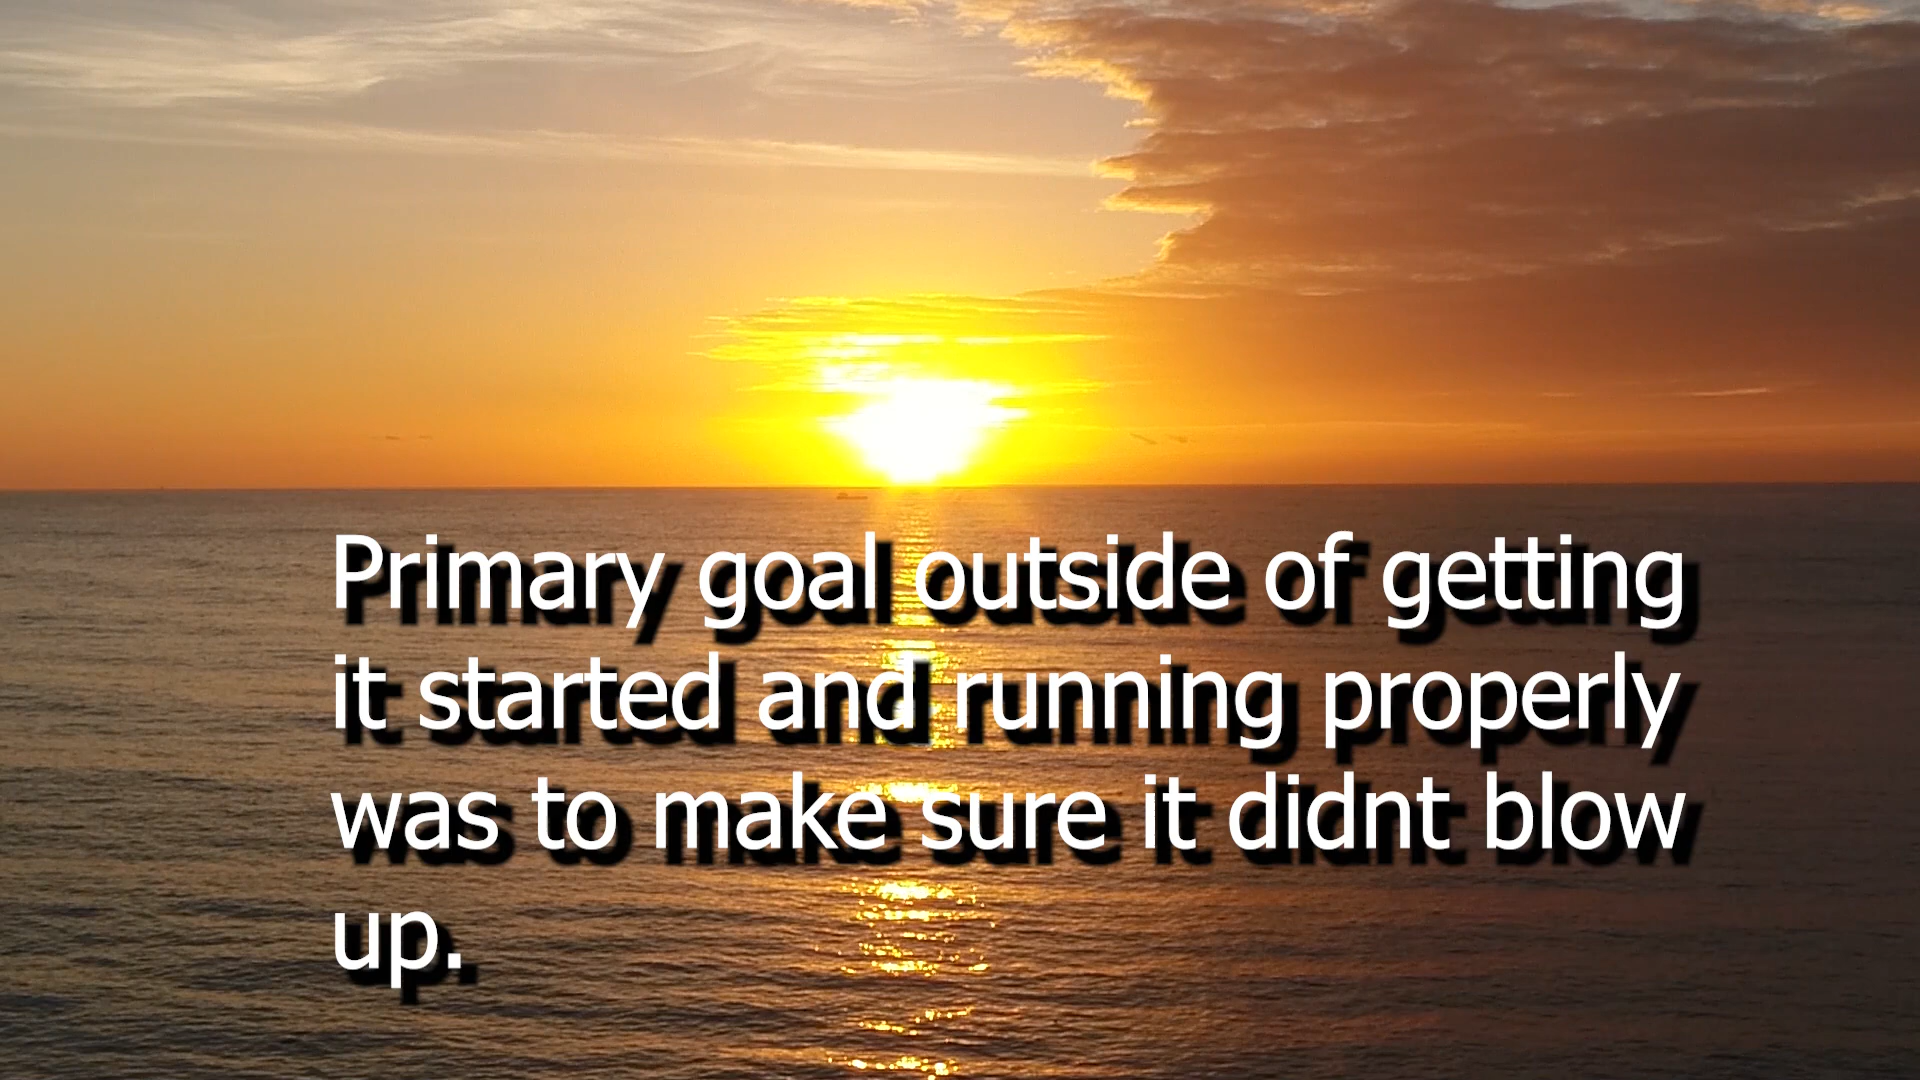 Primary goal outside of getting
it started and running properly
was to make sure it didnt blow
up.